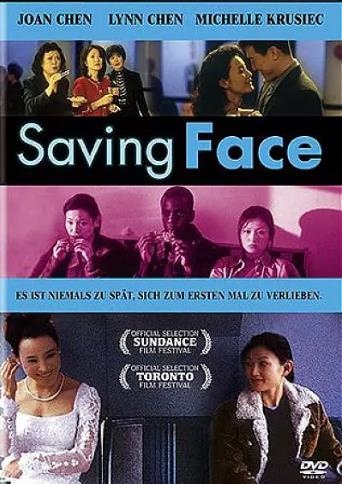 JOAN CHEN LYNN CHEN MICHELLE KRUSIEC
Saving Face
ES IST NIEMALS ZU SPÄT, SICH ZUM ERSTEN MAL ZU VERLIEBEN.
OFFICIAL SELECTION
SUNDANCE
FILM FESTIVAL
OFFICIAL SELECTION
TORONTO
FILM FESTIVAL
DVD
VIDEO